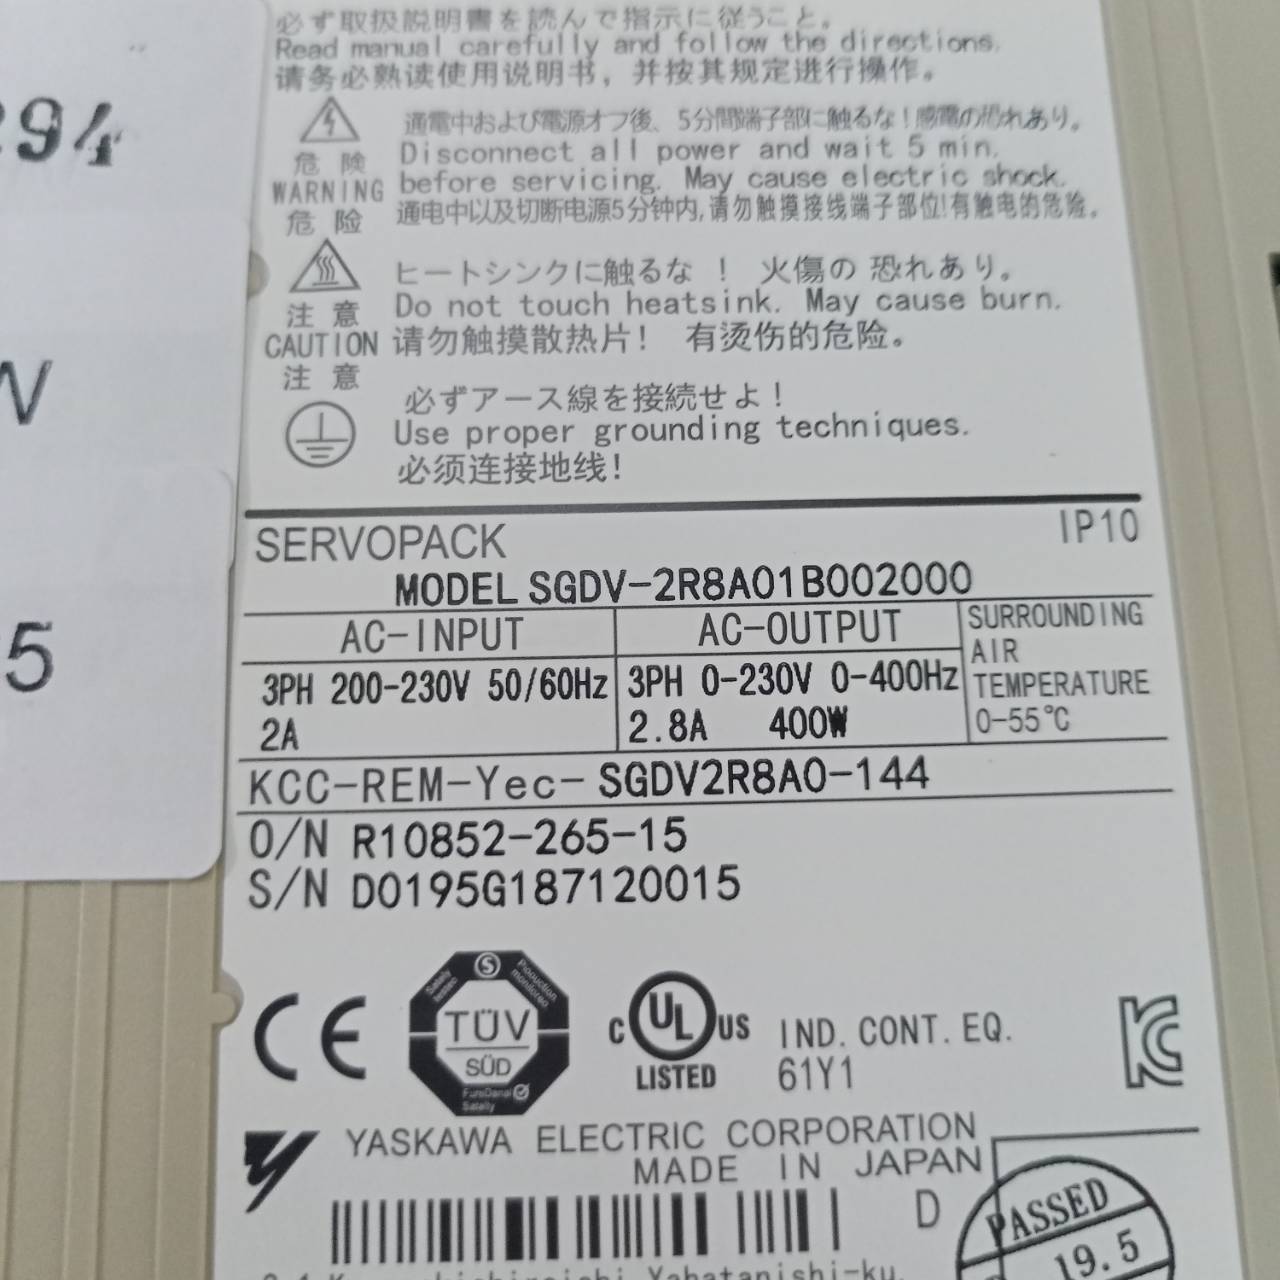 必ず取扱説明書を読んで指示に従うこと。
Read manual carefully and follow the directions.
请务必熟读使用说明书，并按其规定进行操作。
危険
WARNING
危险
通電中および電源オフ後、5分間端子部に触るな！感電の恐れあり。
Disconnect all power and wait 5 min.
before servicing. May cause electric shock.
通电中以及切断电源5分钟内,请勿触摸接线端子部位!有触电的危险。
注意
CAUTION
注意
ヒートシンクに触るな！ 火傷の恐れあり。
Do not touch heatsink. May cause burn.
请勿触摸散热片！ 有烫伤的危险。
必ずアース線を接続せよ！
Use proper grounding techniques.
必须连接地线！
294
W
5
SERVOPACK IP10
MODEL SGDV-2R8A01B002000
AC-INPUT
3PH 200-230V 50/60Hz
2A
AC-OUTPUT
3PH 0-230V 0-400Hz
2.8A 400W
SURROUNDING
AIR
TEMPERATURE
0-55℃
KCC-REM-Yec- SGDV2R8A0-144
O/N R10852-265-15
S/N D0195G187120015
CE
S
Safety tested
Production monitored
TÜV
SÜD
Functional Safety
C UL US
LISTED
IND. CONT. EQ.
61Y1
YASKAWA ELECTRIC CORPORATION
MADE IN JAPAN
D
PASSED
19.5
Yahatanishi-ku,